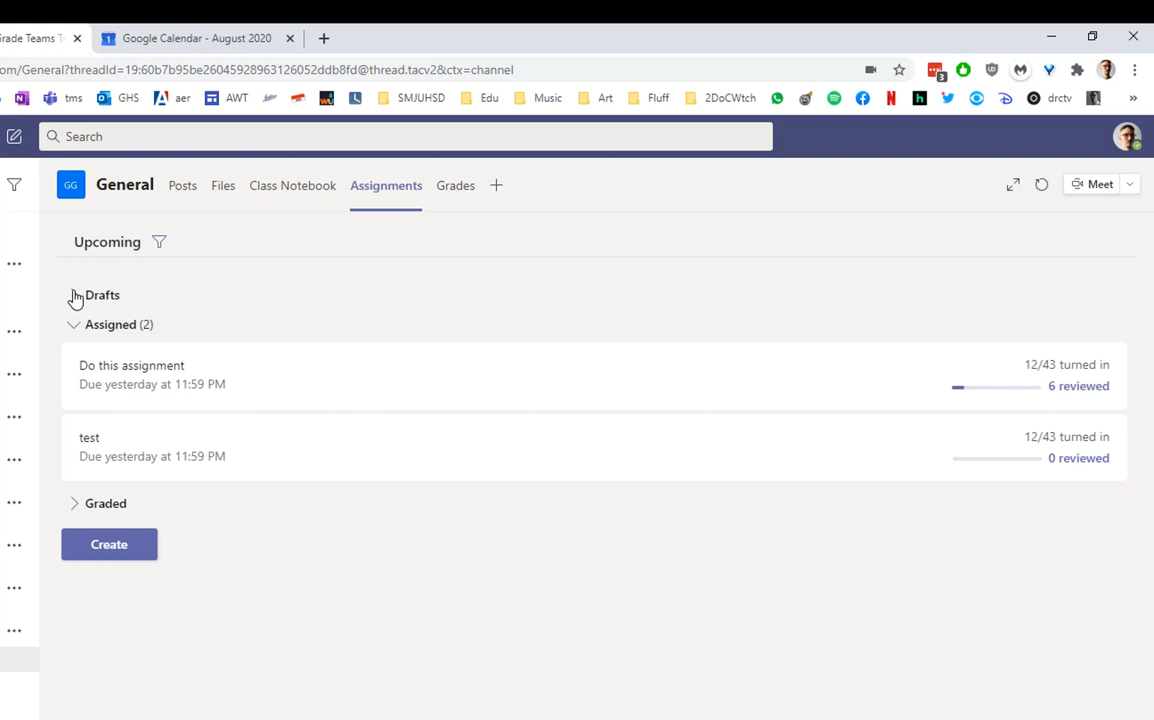 Grade Teams T
Google Calendar - August 2020
om/General?threadId=19:60b7b95be26045928963126052ddb8fd@thread.tacv2&ctx=channel
3
tms GHS aer AWT SMJUHSD Edu Music Art Fluff 2DoCWtch drctv
Search
GG General Posts Files Class Notebook Assignments Grades Meet
Upcoming
Drafts
Assigned (2)
Do this assignment 12/43 turned in
Due yesterday at 11:59 PM 6 reviewed
test 12/43 turned in
Due yesterday at 11:59 PM 0 reviewed
Graded
Create